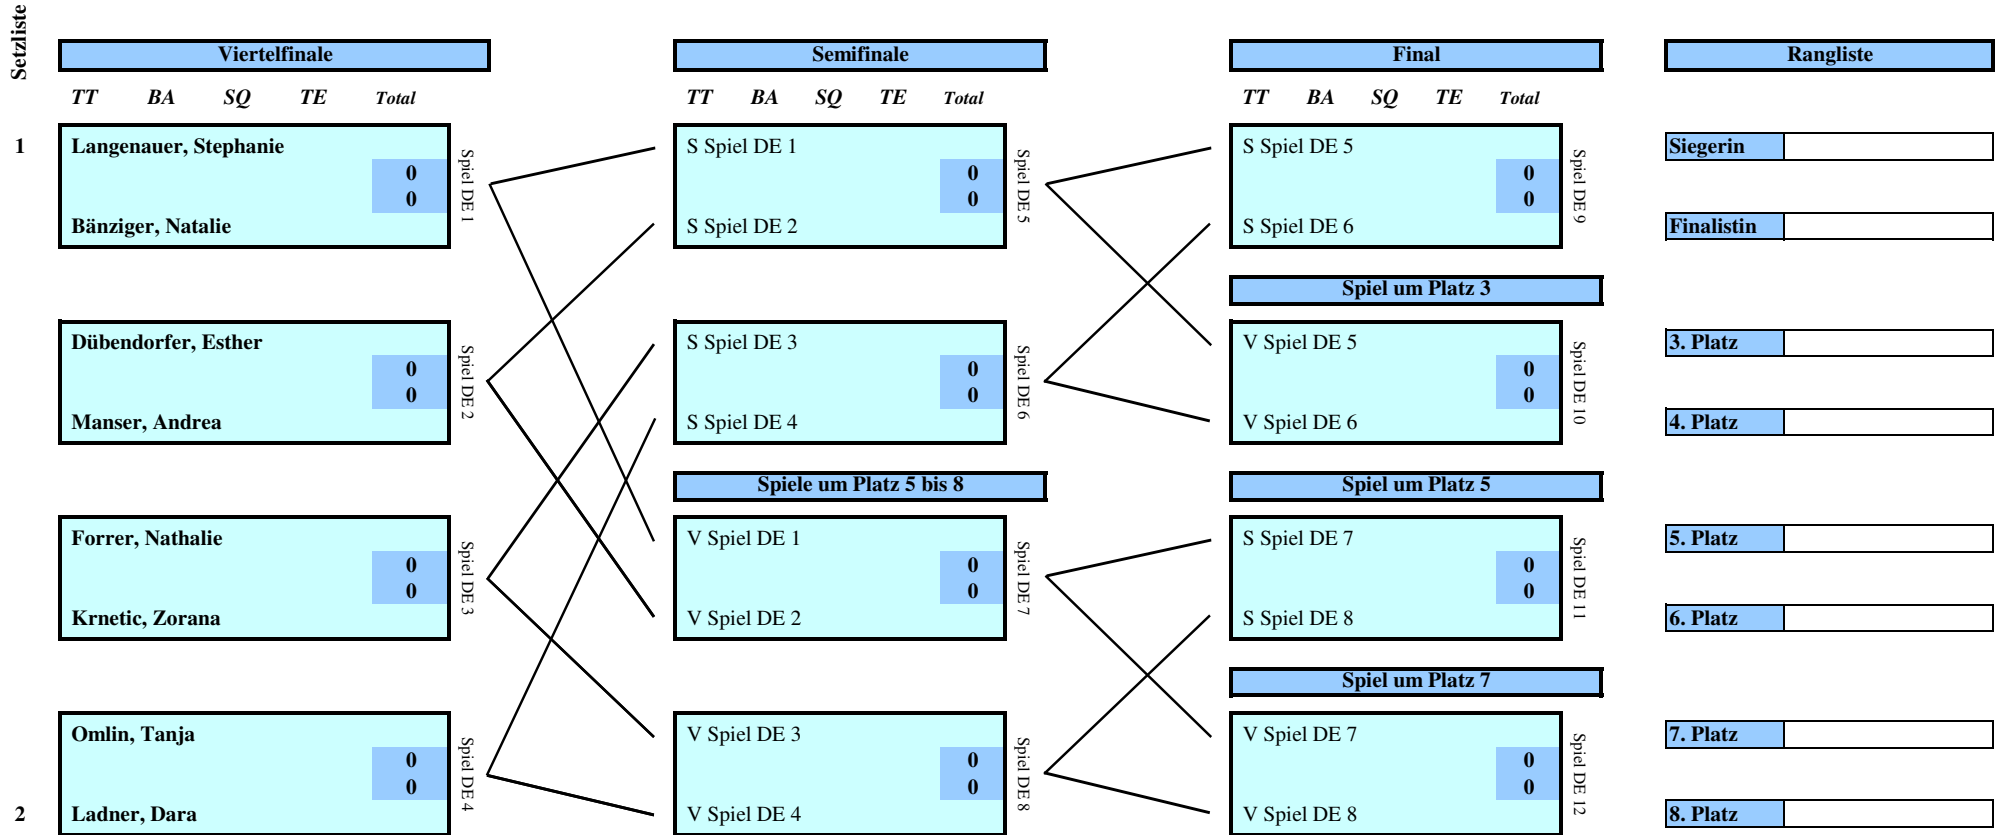 Setzliste
Viertelfinale
Semifinale
Final
Rangliste
TT BA SQ TE Total
TT BA SQ TE Total
TT BA SQ TE Total
1
Langenauer, Stephanie
0
0
Bänziger, Natalie
Spiel DE 1
S Spiel DE 1
0
0
S Spiel DE 2
Spiel DE 5
S Spiel DE 5
0
0
S Spiel DE 6
Spiel DE 9
Siegerin
Finalistin
Spiel um Platz 3
Dübendorfer, Esther
0
0
Manser, Andrea
Spiel DE 2
S Spiel DE 3
0
0
S Spiel DE 4
Spiel DE 6
V Spiel DE 5
0
0
V Spiel DE 6
Spiel DE 10
3. Platz
4. Platz
Spiele um Platz 5 bis 8
Spiel um Platz 5
Forrer, Nathalie
0
0
Krnetic, Zorana
Spiel DE 3
V Spiel DE 1
0
0
V Spiel DE 2
Spiel DE 7
S Spiel DE 7
0
0
S Spiel DE 8
Spiel DE 11
5. Platz
6. Platz
Spiel um Platz 7
Omlin, Tanja
0
0
2
Ladner, Dara
Spiel DE 4
V Spiel DE 3
0
0
V Spiel DE 4
Spiel DE 8
V Spiel DE 7
0
0
V Spiel DE 8
Spiel DE 12
7. Platz
8. Platz